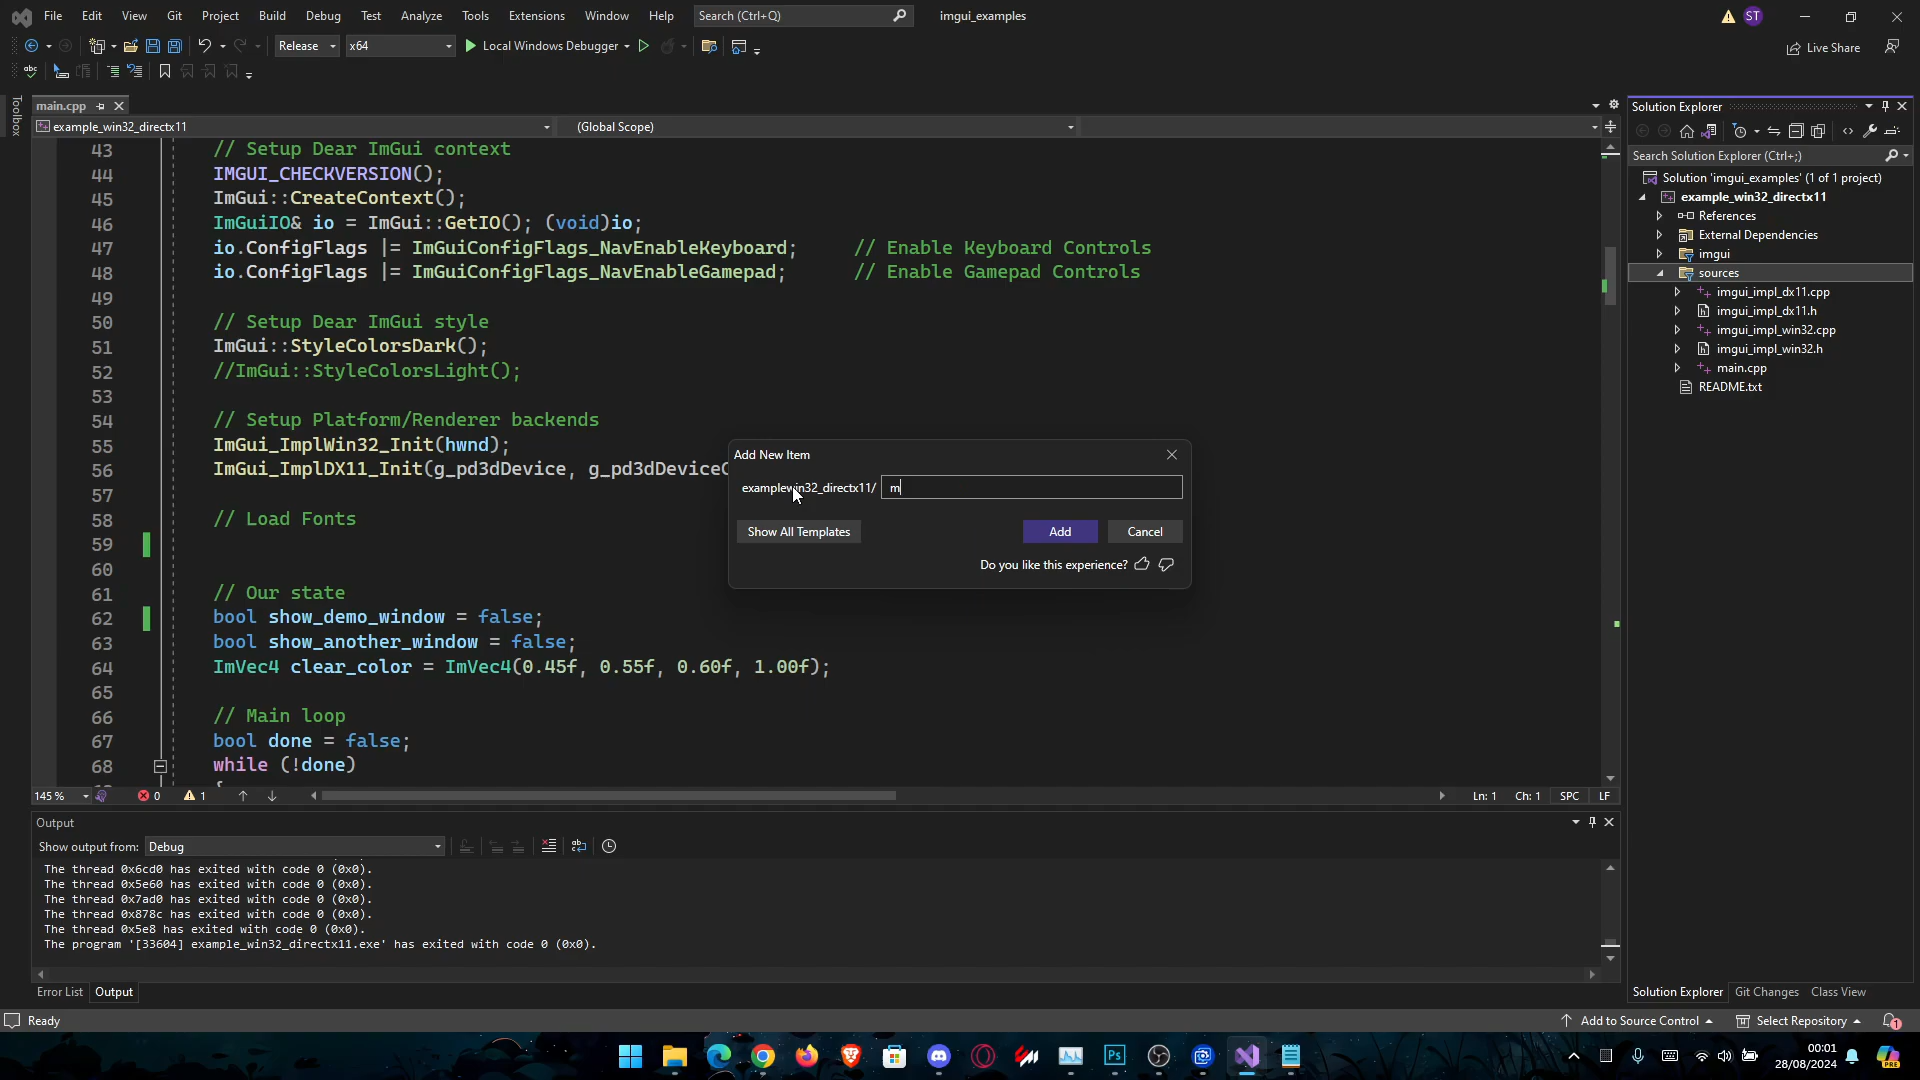 File Edit View Git Project Build Debug Test Analyze Tools Extensions Window Help Search (Ctrl+Q) imgui_examples ST
Release x64 Local Windows Debugger Live Share
abc
Toolbox
main.cpp
example_win32_directx11 (Global Scope)
43 // Setup Dear ImGui context
44 IMGUI_CHECKVERSION();
45 ImGui::CreateContext();
46 ImGuiIO& io = ImGui::GetIO(); (void)io;
47 io.ConfigFlags |= ImGuiConfigFlags_NavEnableKeyboard; // Enable Keyboard Controls
48 io.ConfigFlags |= ImGuiConfigFlags_NavEnableGamepad; // Enable Gamepad Controls
49
50 // Setup Dear ImGui style
51 ImGui::StyleColorsDark();
52 //ImGui::StyleColorsLight();
53
54 // Setup Platform/Renderer backends
55 ImGui_ImplWin32_Init(hwnd);
56 ImGui_ImplDX11_Init(g_pd3dDevice, g_pd3dDevice
57
58 // Load Fonts
59
60
61 // Our state
62 bool show_demo_window = false;
63 bool show_another_window = false;
64 ImVec4 clear_color = ImVec4(0.45f, 0.55f, 0.60f, 1.00f);
65
66 // Main loop
67 bool done = false;
68 while (!done)
145 % 0 1 Ln: 1 Ch: 1 SPC LF
Add New Item
examplewin32_directx11/ m
Show All Templates Add Cancel
Do you like this experience?
Solution Explorer
Search Solution Explorer (Ctrl+;)
Solution 'imgui_examples' (1 of 1 project)
example_win32_directx11
References
External Dependencies
imgui
sources
imgui_impl_dx11.cpp
imgui_impl_dx11.h
imgui_impl_win32.cpp
imgui_impl_win32.h
main.cpp
README.txt
Output
Show output from: Debug
The thread 0x6cd0 has exited with code 0 (0x0).
The thread 0x5e60 has exited with code 0 (0x0).
The thread 0x7ad0 has exited with code 0 (0x0).
The thread 0x878c has exited with code 0 (0x0).
The thread 0x5e8 has exited with code 0 (0x0).
The program '[33604] example_win32_directx11.exe' has exited with code 0 (0x0).
Error List Output
Solution Explorer Git Changes Class View
Ready Add to Source Control Select Repository 1
Ps
00:01
28/08/2024
PRE